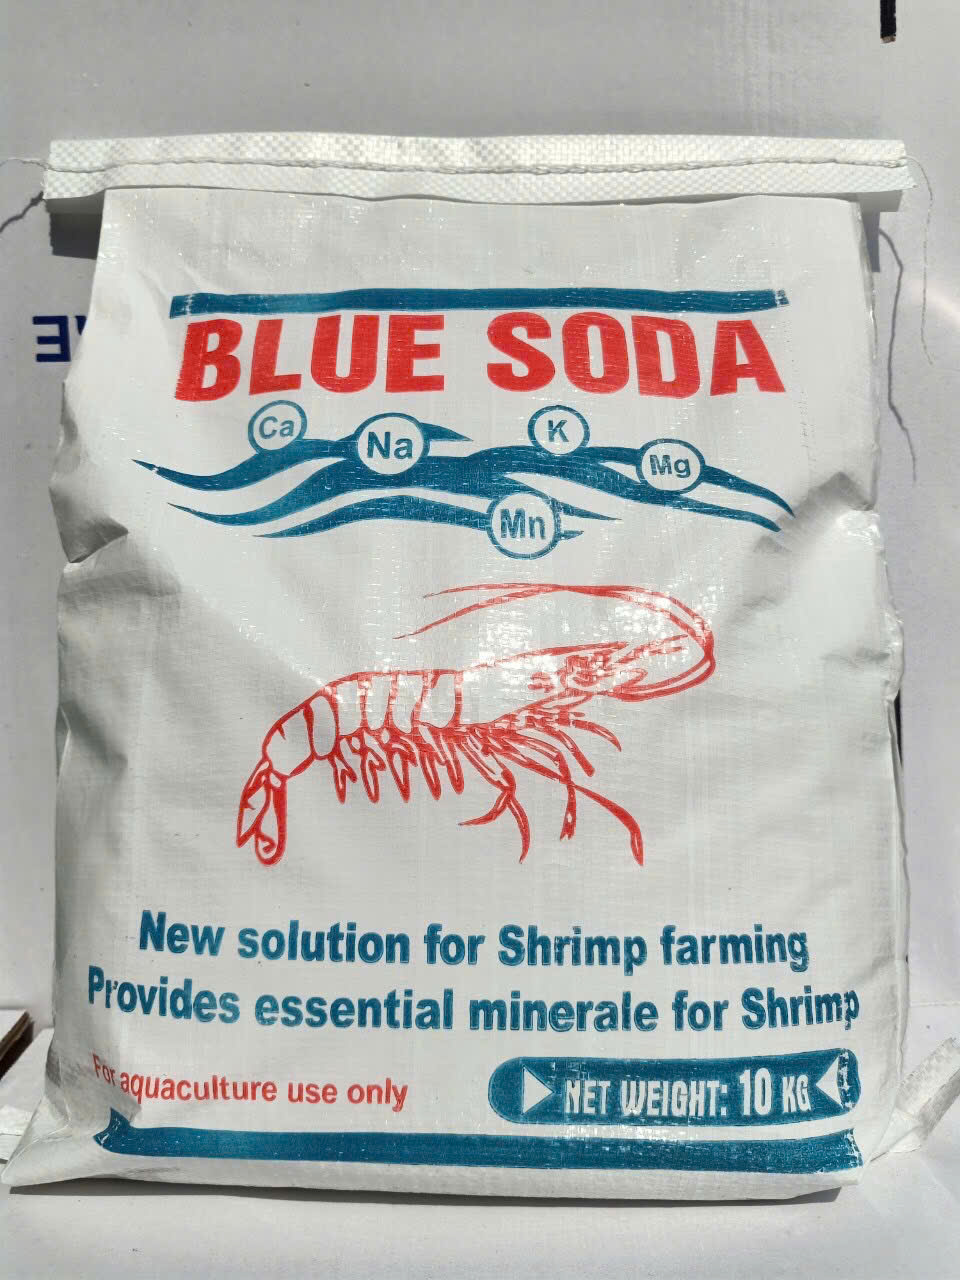 BLUE SODA
Ca
Na
K
Mg
Mn
New solution for Shrimp farming
Provides essential minerale for Shrimp
For aquaculture use only
NET WEIGHT: 10 KG